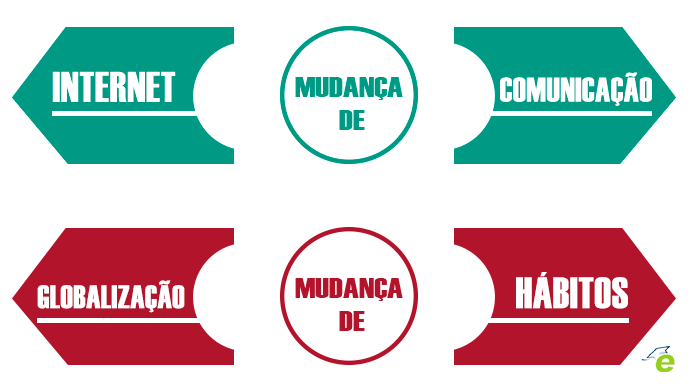 INTERNET
MUDANÇA
DE
COMUNICAÇÃO
GLOBALIZAÇÃO
MUDANÇA
DE
HÁBITOS
e